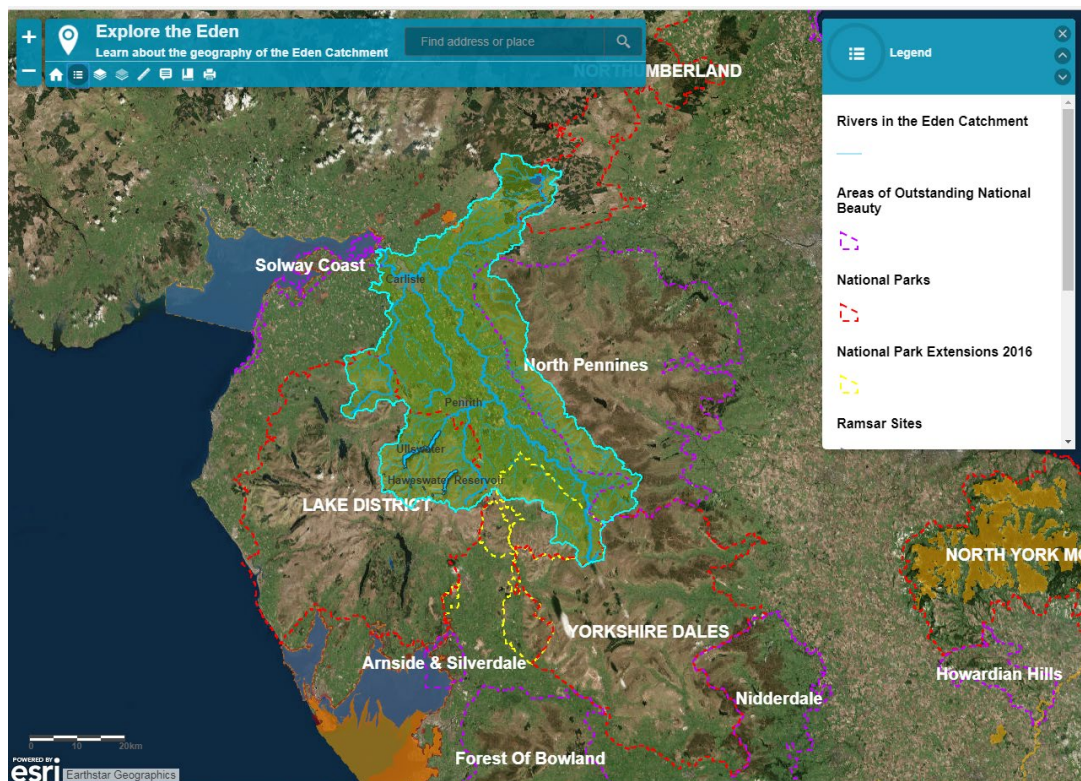 Explore the Eden
Learn about the geography of the Eden Catchment
Find address or place
Legend
Rivers in the Eden Catchment
Areas of Outstanding National
Beauty
National Parks
National Park Extensions 2016
Ramsar Sites
NORTHUMBERLAND
Solway Coast
Carlisle
North Pennines
Penrith
Ullswater
Haweswater Reservoir
LAKE DISTRICT
NORTH YORK MO
YORKSHIRE DALES
Arnside & Silverdale
Howardian Hills
Nidderdale
Forest Of Bowland
0 10 20km
POWERED BY
esri
Earthstar Geographics